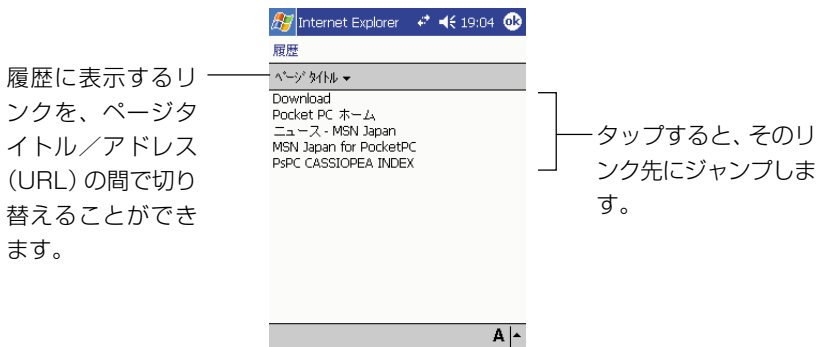 履歴に表示するリ
ンクを、ページタ
イトル／アドレス
（URL）の間で切り
替えることができ
ます。
Internet Explorer 19:04 ok
履歴
ﾍﾟｰｼﾞ ﾀｲﾄﾙ
Download
Pocket PC ホーム
ニュース - MSN Japan
MSN Japan for PocketPC
PsPC CASSIOPEA INDEX
A
タップすると、そのリ
ンク先にジャンプしま
す。